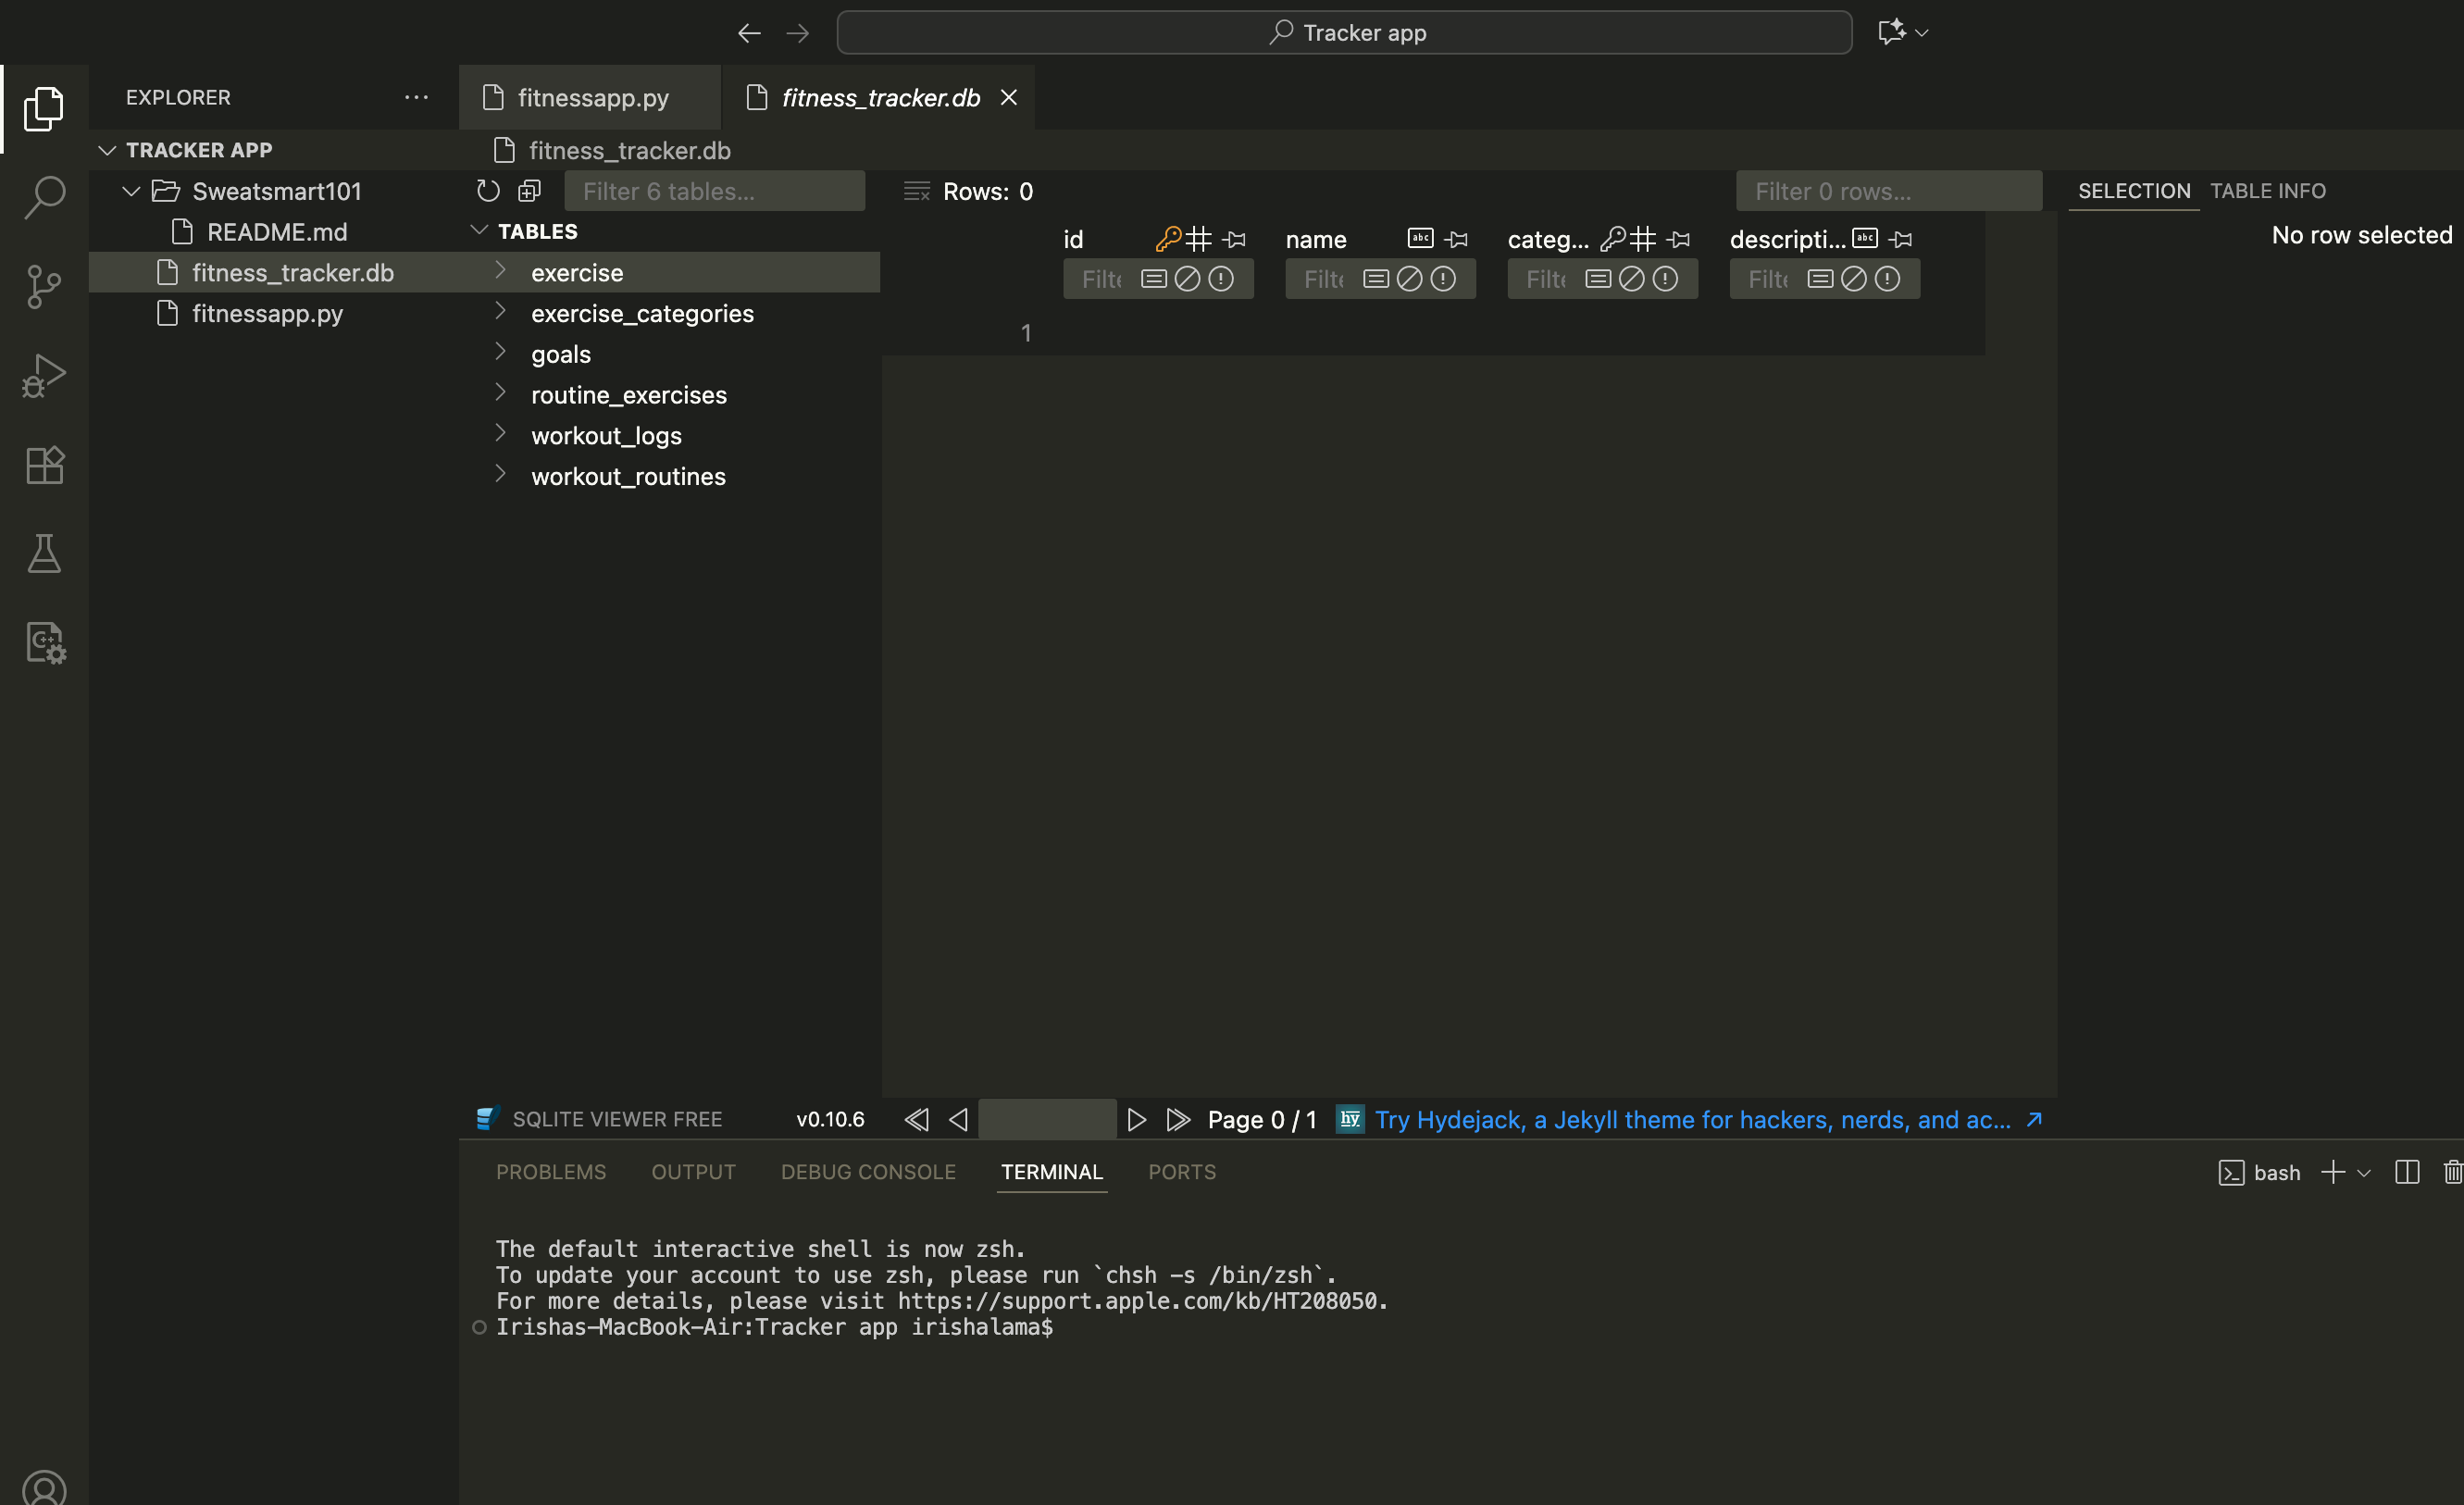 Tracker app
EXPLORER
fitnessapp.py
fitness_tracker.db
TRACKER APP
Sweatsmart101
README.md
fitness_tracker.db
fitnessapp.py
fitness_tracker.db
Filter 6 tables...
TABLES
exercise
exercise_categories
goals
routine_exercises
workout_logs
workout_routines
Rows: 0
Filter 0 rows...
id
name
categ...
descripti...
1
SELECTION TABLE INFO
No row selected
SQLITE VIEWER FREE v0.10.6
Page 0 / 1
hy Try Hydejack, a Jekyll theme for hackers, nerds, and ac...
PROBLEMS OUTPUT DEBUG CONSOLE TERMINAL PORTS
bash
The default interactive shell is now zsh.
To update your account to use zsh, please run `chsh -s /bin/zsh`.
For more details, please visit https://support.apple.com/kb/HT208050.
Irishas-MacBook-Air:Tracker app irishalama$